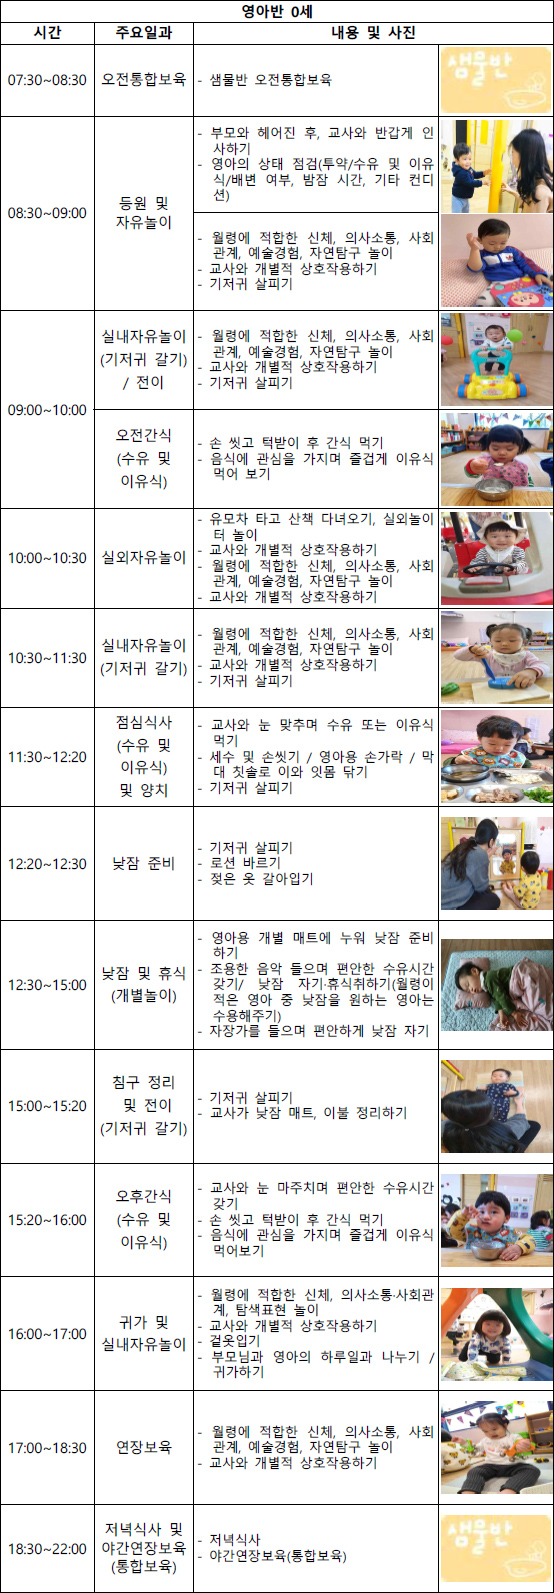 영아반 0세
시간 주요일과 내용 및 사진
07:30~08:30 오전통합보육 - 샘물반 오전통합보육
샘물반
08:30~09:00
등원 및
자유놀이
- 부모와 헤어진 후, 교사와 반갑게 인
사하기
- 영아의 상태 점검(투약/수유 및 이유
식/배변 여부, 밤잠 시간, 기타 컨디
션)
- 월령에 적합한 신체, 의사소통, 사회
관계, 예술경험, 자연탐구 놀이
- 교사와 개별적 상호작용하기
- 기저귀 살피기
09:00~10:00
실내자유놀이
(기저귀 갈기)
/ 전이
- 월령에 적합한 신체, 의사소통, 사회
관계, 예술경험, 자연탐구 놀이
- 교사와 개별적 상호작용하기
- 기저귀 살피기
오전간식
(수유 및
이유식)
- 손 씻고 턱받이 후 간식 먹기
- 음식에 관심을 가지며 즐겁게 이유식
먹어 보기
10:00~10:30
실외자유놀이
- 유모차 타고 산책 다녀오기, 실외놀이
터 놀이
- 교사와 개별적 상호작용하기
- 월령에 적합한 신체, 의사소통, 사회
관계, 예술경험, 자연탐구 놀이
- 교사와 개별적 상호작용하기
10:30~11:30
실내자유놀이
(기저귀 갈기)
- 월령에 적합한 신체, 의사소통, 사회
관계, 예술경험, 자연탐구 놀이
- 교사와 개별적 상호작용하기
- 기저귀 살피기
11:30~12:20
점심식사
(수유 및
이유식)
및 양치
- 교사와 눈 맞추며 수유 또는 이유식
먹기
- 세수 및 손씻기 / 영아용 손가락 / 막
대 칫솔로 이와 잇몸 닦기
- 기저귀 살피기
12:20~12:30
낮잠 준비
- 기저귀 살피기
- 로션 바르기
- 젖은 옷 갈아입기
12:30~15:00
낮잠 및 휴식
(개별놀이)
- 영아용 개별 매트에 누워 낮잠 준비
하기
- 조용한 음악 들으며 편안한 수유시간
갖기/ 낮잠 자기·휴식취하기(월령이
적은 영아 중 낮잠을 원하는 영아는
수용해주기)
- 자장가를 들으며 편안하게 낮잠 자기
15:00~15:20
침구 정리
및 전이
(기저귀 갈기)
- 기저귀 살피기
- 교사가 낮잠 매트, 이불 정리하기
15:20~16:00
오후간식
(수유 및
이유식)
- 교사와 눈 마주치며 편안한 수유시간
갖기
- 손 씻고 턱받이 후 간식 먹기
- 음식에 관심을 가지며 즐겁게 이유식
먹어보기
16:00~17:00
귀가 및
실내자유놀이
- 월령에 적합한 신체, 의사소통·사회관
계, 탐색표현 놀이
- 교사와 개별적 상호작용하기
- 겉옷입기
- 부모님과 영아의 하루일과 나누기 /
귀가하기
17:00~18:30
연장보육
- 월령에 적합한 신체, 의사소통, 사회
관계, 예술경험, 자연탐구 놀이
- 교사와 개별적 상호작용하기
18:30~22:00
저녁식사 및
야간연장보육
(통합보육)
- 저녁식사
- 야간연장보육(통합보육)
샘물반